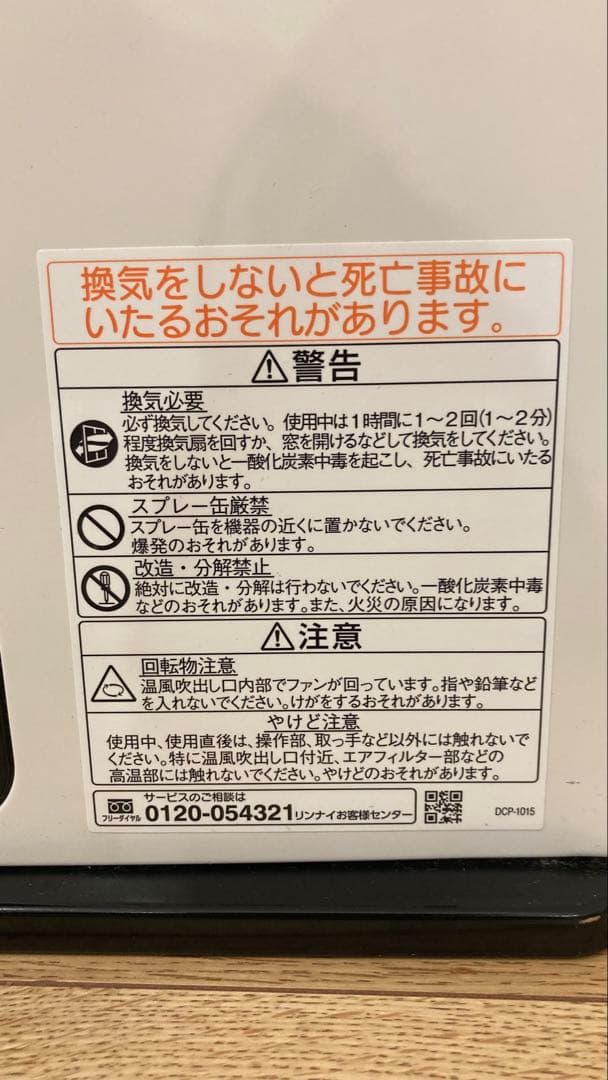 換気をしないと死亡事故に
いたるおそれがあります。
警告
換気必要
必ず換気してください。使用中は1時間に1～2回(1～2分)
程度換気扇を回すか、窓を開けるなどして換気をしてください。
換気をしないと一酸化炭素中毒を起こし、死亡事故にいたる
おそれがあります。
スプレー缶厳禁
スプレー缶を機器の近くに置かないでください。
爆発のおそれがあります。
改造・分解禁止
絶対に改造・分解は行わないでください。一酸化炭素中毒
などのおそれがあります。また、火災の原因になります。
注意
回転物注意
温風吹出し口内部でファンが回っています。指や鉛筆など
を入れないでください。けがをするおそれがあります。
やけど注意
使用中、使用直後は、操作部、取っ手など以外には触れないで
ください。特に温風吹出し口付近、エアフィルター部などの
高温部には触れないでください。やけどのおそれがあります。
サービスのご相談は
フリーダイヤル 0120-054321 リンナイお客様センター
DCP-1015